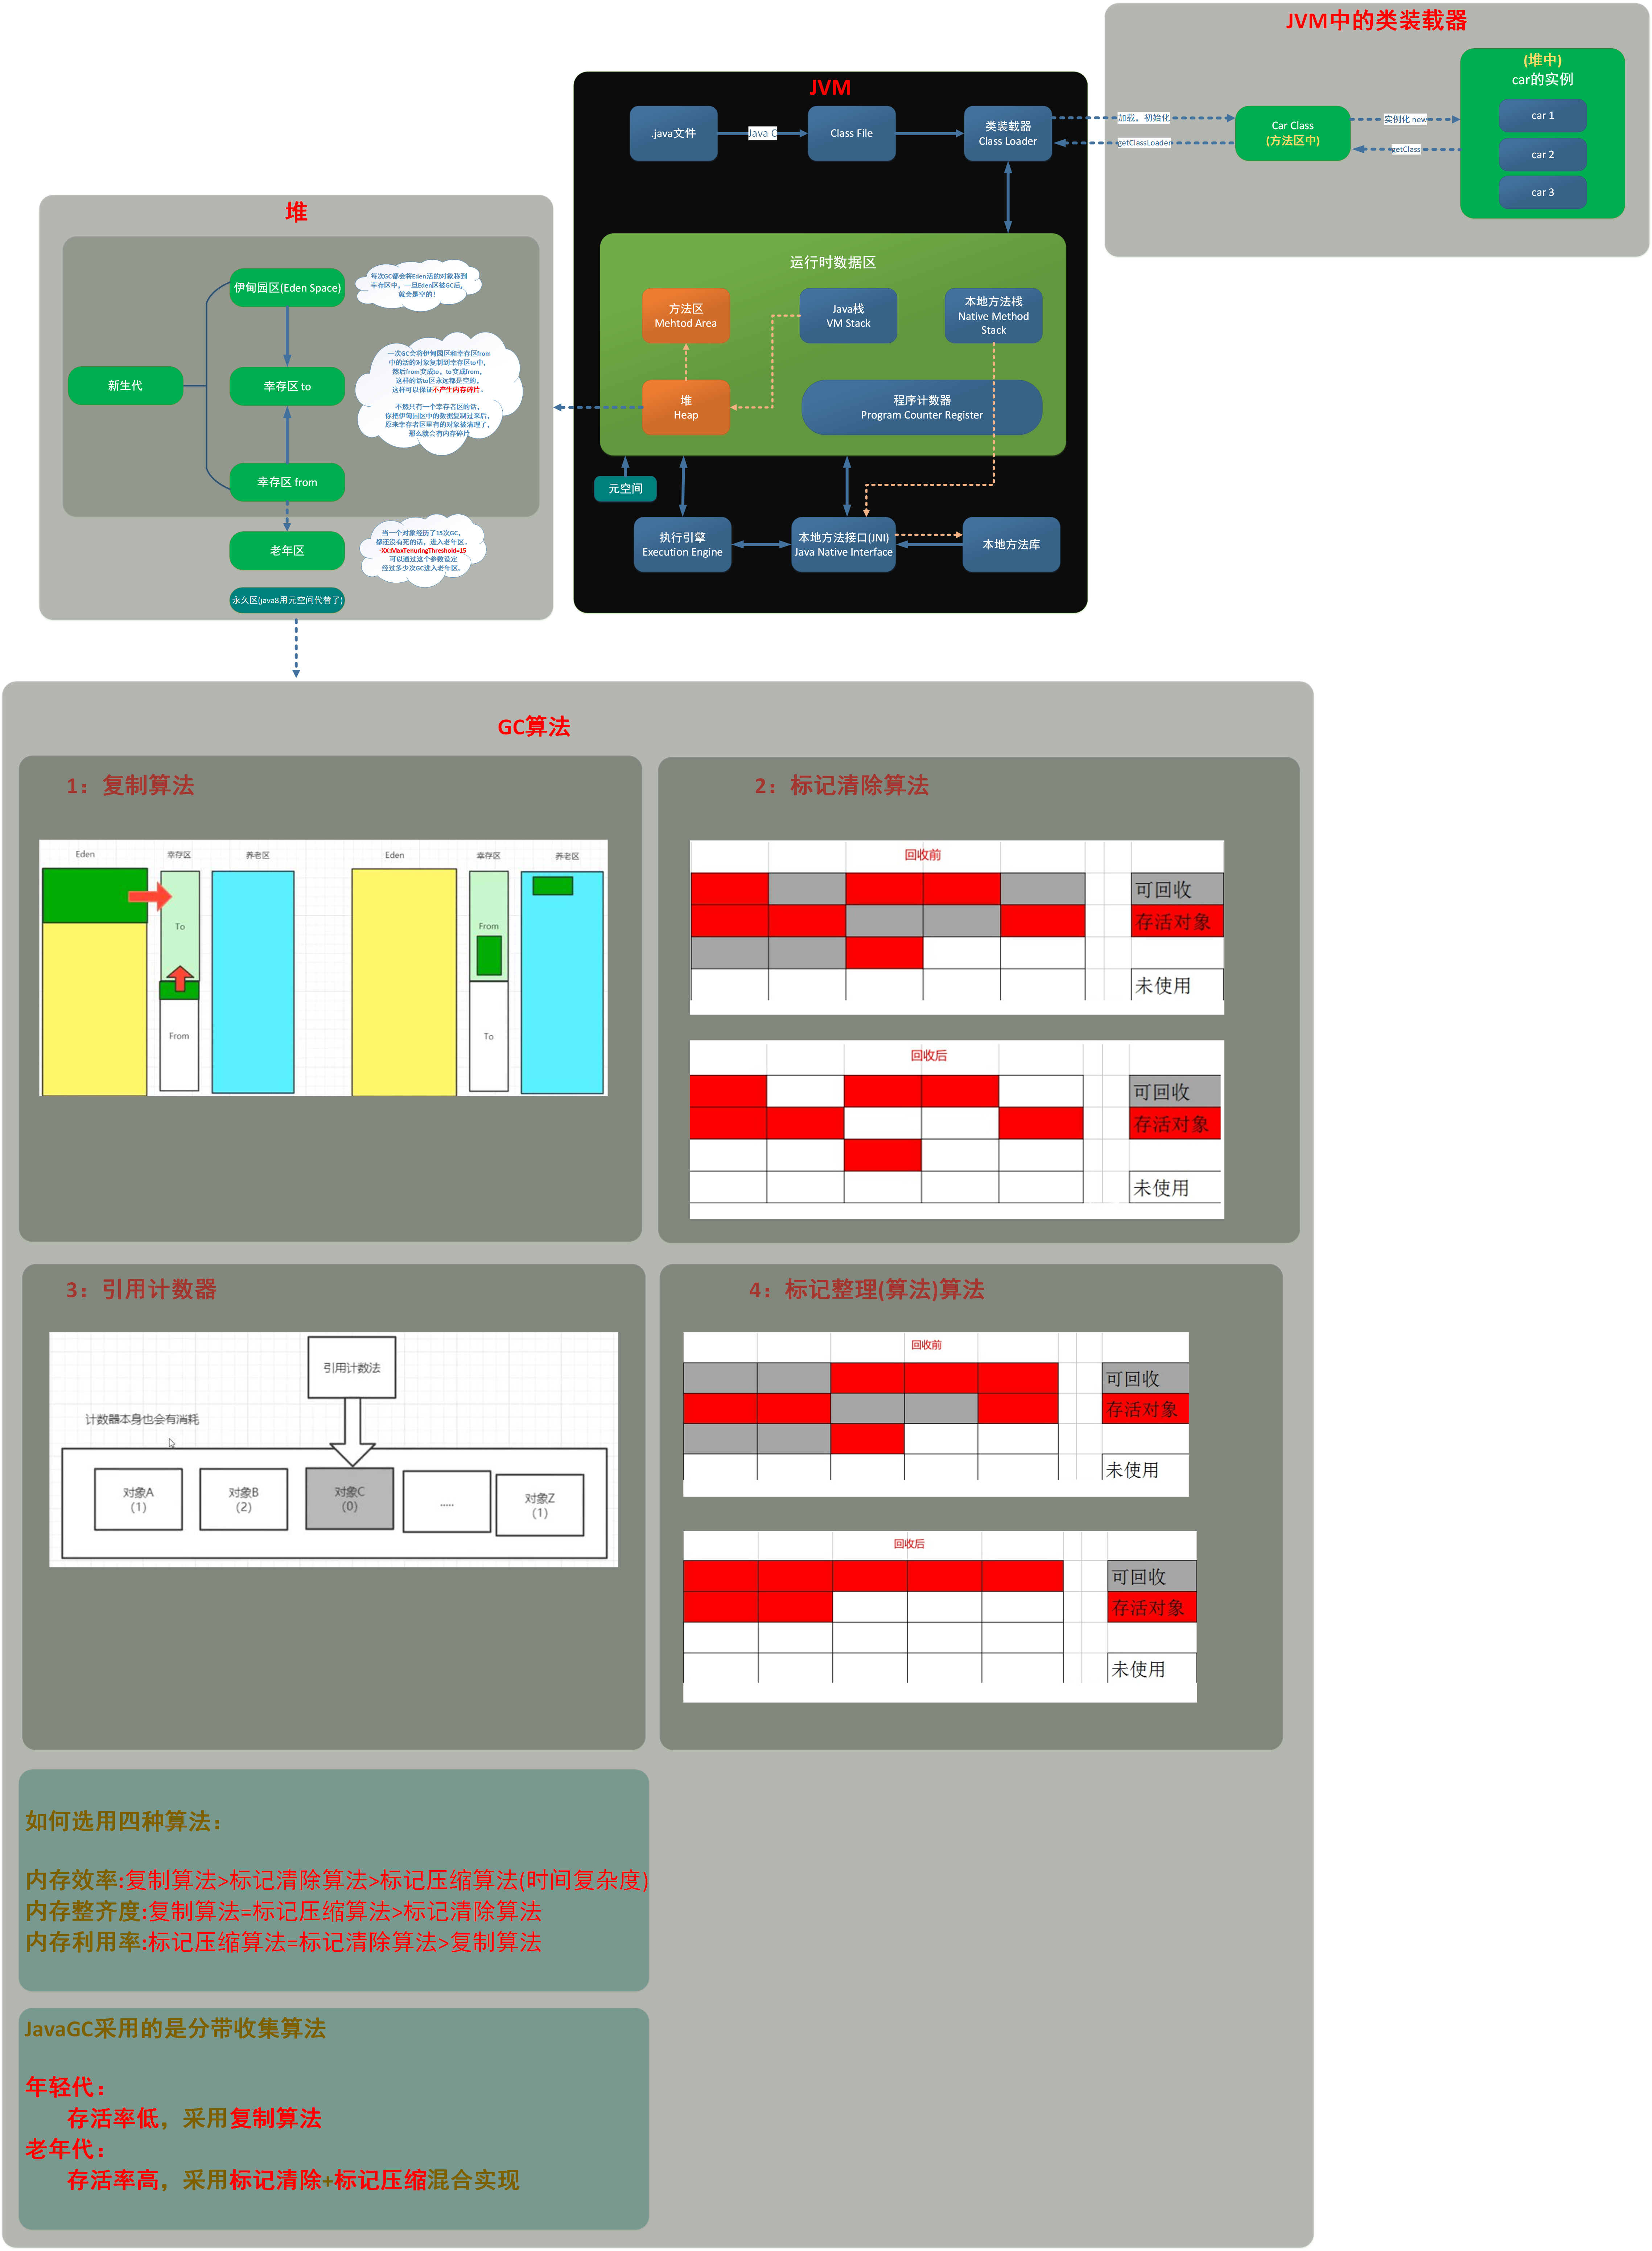 JVM中的类装载器
(堆中)
car的实例
car 1
car 2
car 3
加载，初始化
getClassLoader
Car Class
(方法区中)
实例化 new
getClass
JVM
.java文件
Java C
Class File
类装载器
Class Loader
运行时数据区
方法区
Mehtod Area
Java栈
VM Stack
本地方法栈
Native Method
Stack
堆
Heap
程序计数器
Program Counter Register
元空间
执行引擎
Execution Engine
本地方法接口(JNI)
Java Native Interface
本地方法库
堆
伊甸园区(Eden Space)
每次GC都会将Eden活的对象移到
幸存区中，一旦Eden区被GC后，
就会是空的！
新生代
幸存区 to
一次GC会将伊甸园区和幸存区from
中的活的对象复制到幸存区to中，
然后from变成to，to变成from，
这样的话to区永远都是空的，
这样可以保证不产生内存碎片。
不然只有一个幸存者区的话，
你把伊甸园区中的数据复制过来后，
原来幸存者区里有的对象被清理了，
那么就会有内存碎片
幸存区 from
老年区
当一个对象经历了15次GC，
都还没有死的话，进入老年区。
-XX:MaxTenuringThreshold=15
可以通过这个参数设定
经过多少次GC进入老年区。
永久区(java8用元空间代替了)
GC算法
1：复制算法
Eden
幸存区
养老区
Eden
幸存区
养老区
To
From
From
To
2：标记清除算法
回收前
可回收
存活对象
未使用
回收后
可回收
存活对象
未使用
3：引用计数器
引用计数法
计数器本身也会有消耗
对象A
(1)
对象B
(2)
对象C
(0)
.....
对象Z
(1)
4：标记整理(算法)算法
回收前
可回收
存活对象
未使用
回收后
可回收
存活对象
未使用
如何选用四种算法：
内存效率:复制算法>标记清除算法>标记压缩算法(时间复杂度)
内存整齐度:复制算法=标记压缩算法>标记清除算法
内存利用率:标记压缩算法=标记清除算法>复制算法
JavaGC采用的是分带收集算法
年轻代：
存活率低，采用复制算法
老年代：
存活率高，采用标记清除+标记压缩混合实现